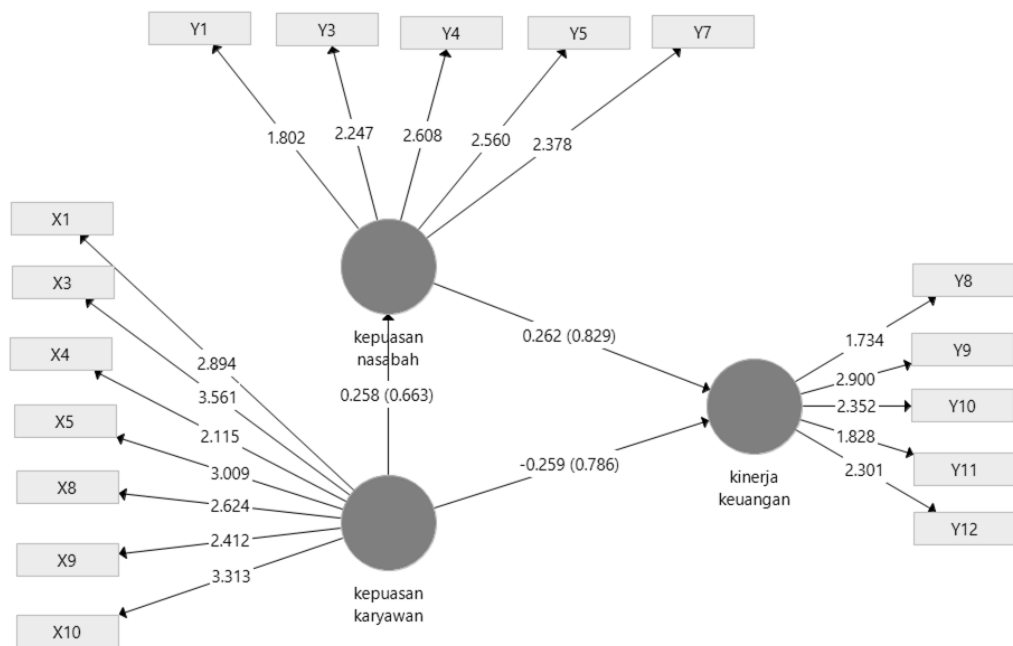 Y1
Y3
Y4
Y5
Y7
1.802
2.247
2.608
2.560
2.378
X1
X3
X4
X5
X8
X9
X10
2.894
3.561
2.115
3.009
2.624
2.412
3.313
kepuasan
nasabah
0.258 (0.663)
0.262 (0.829)
-0.259 (0.786)
kepuasan
karyawan
kinerja
keuangan
1.734
2.900
2.352
1.828
2.301
Y8
Y9
Y10
Y11
Y12